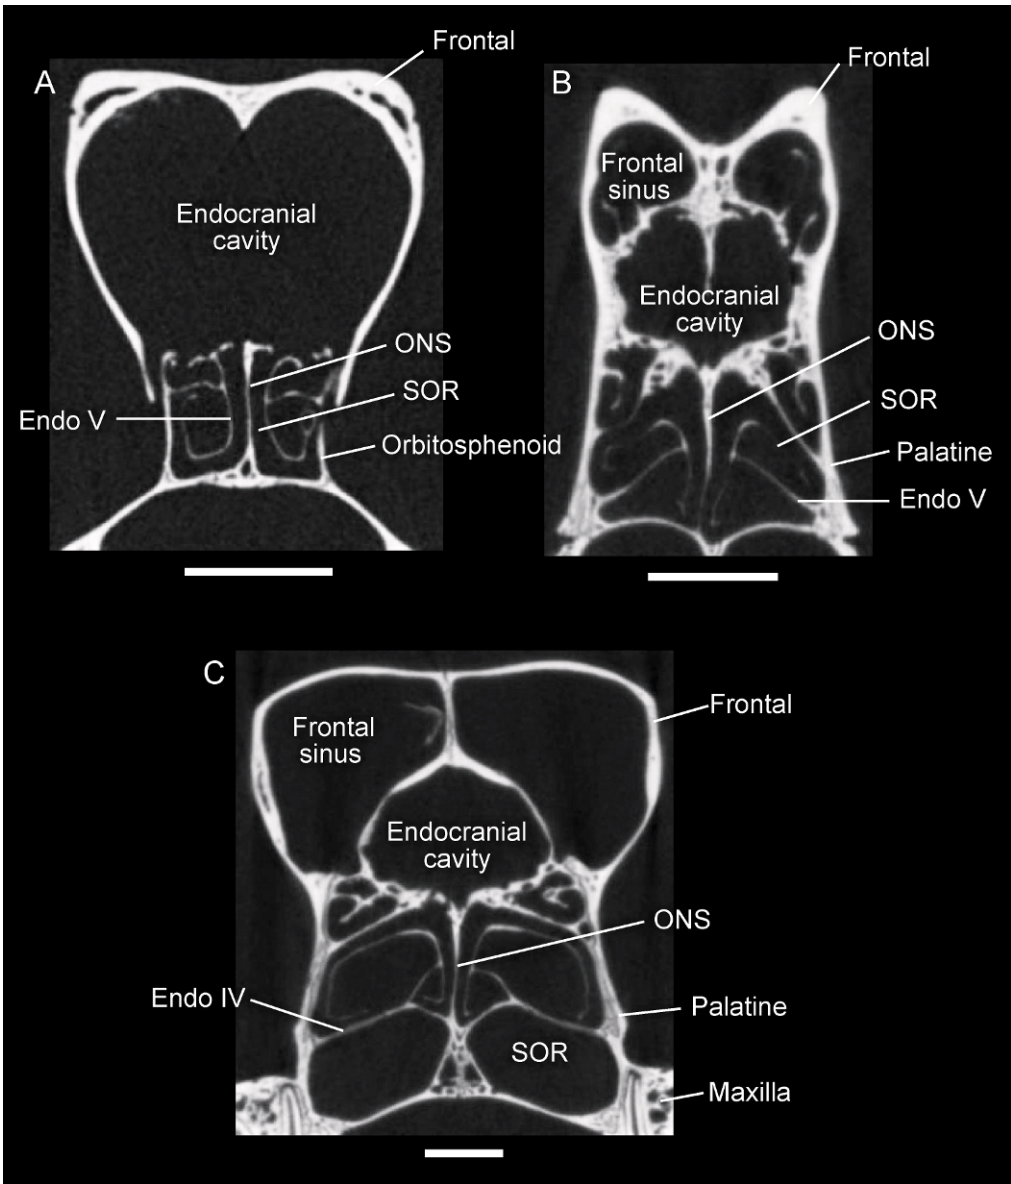 A
Frontal
Endocranial
cavity
ONS
SOR
Endo V
Orbitosphenoid
B
Frontal
Frontal
sinus
Endocranial
cavity
ONS
SOR
Palatine
Endo V
C
Frontal
Frontal
sinus
Endocranial
cavity
ONS
Endo IV
Palatine
SOR
Maxilla